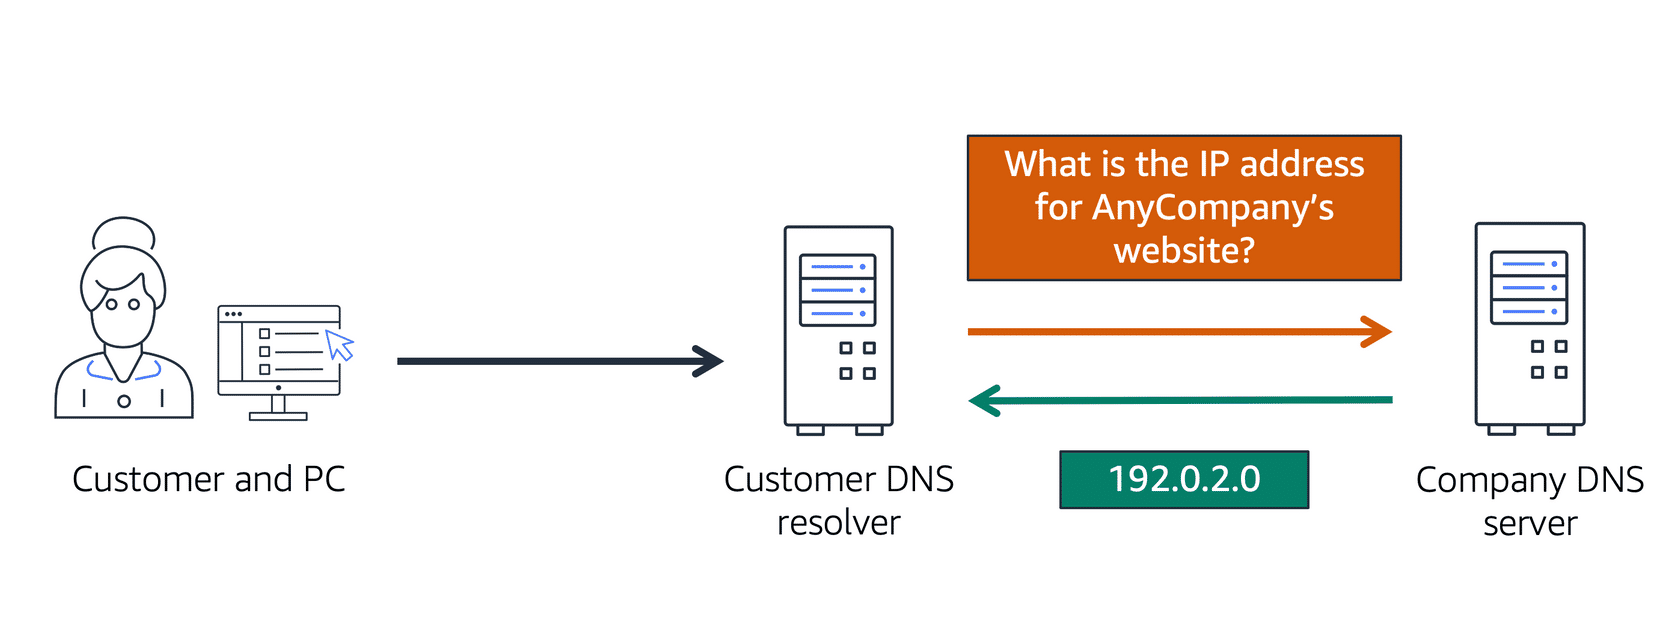 What is the IP address
for AnyCompany’s
website?
Customer and PC
Customer DNS
resolver
192.0.2.0
Company DNS
server